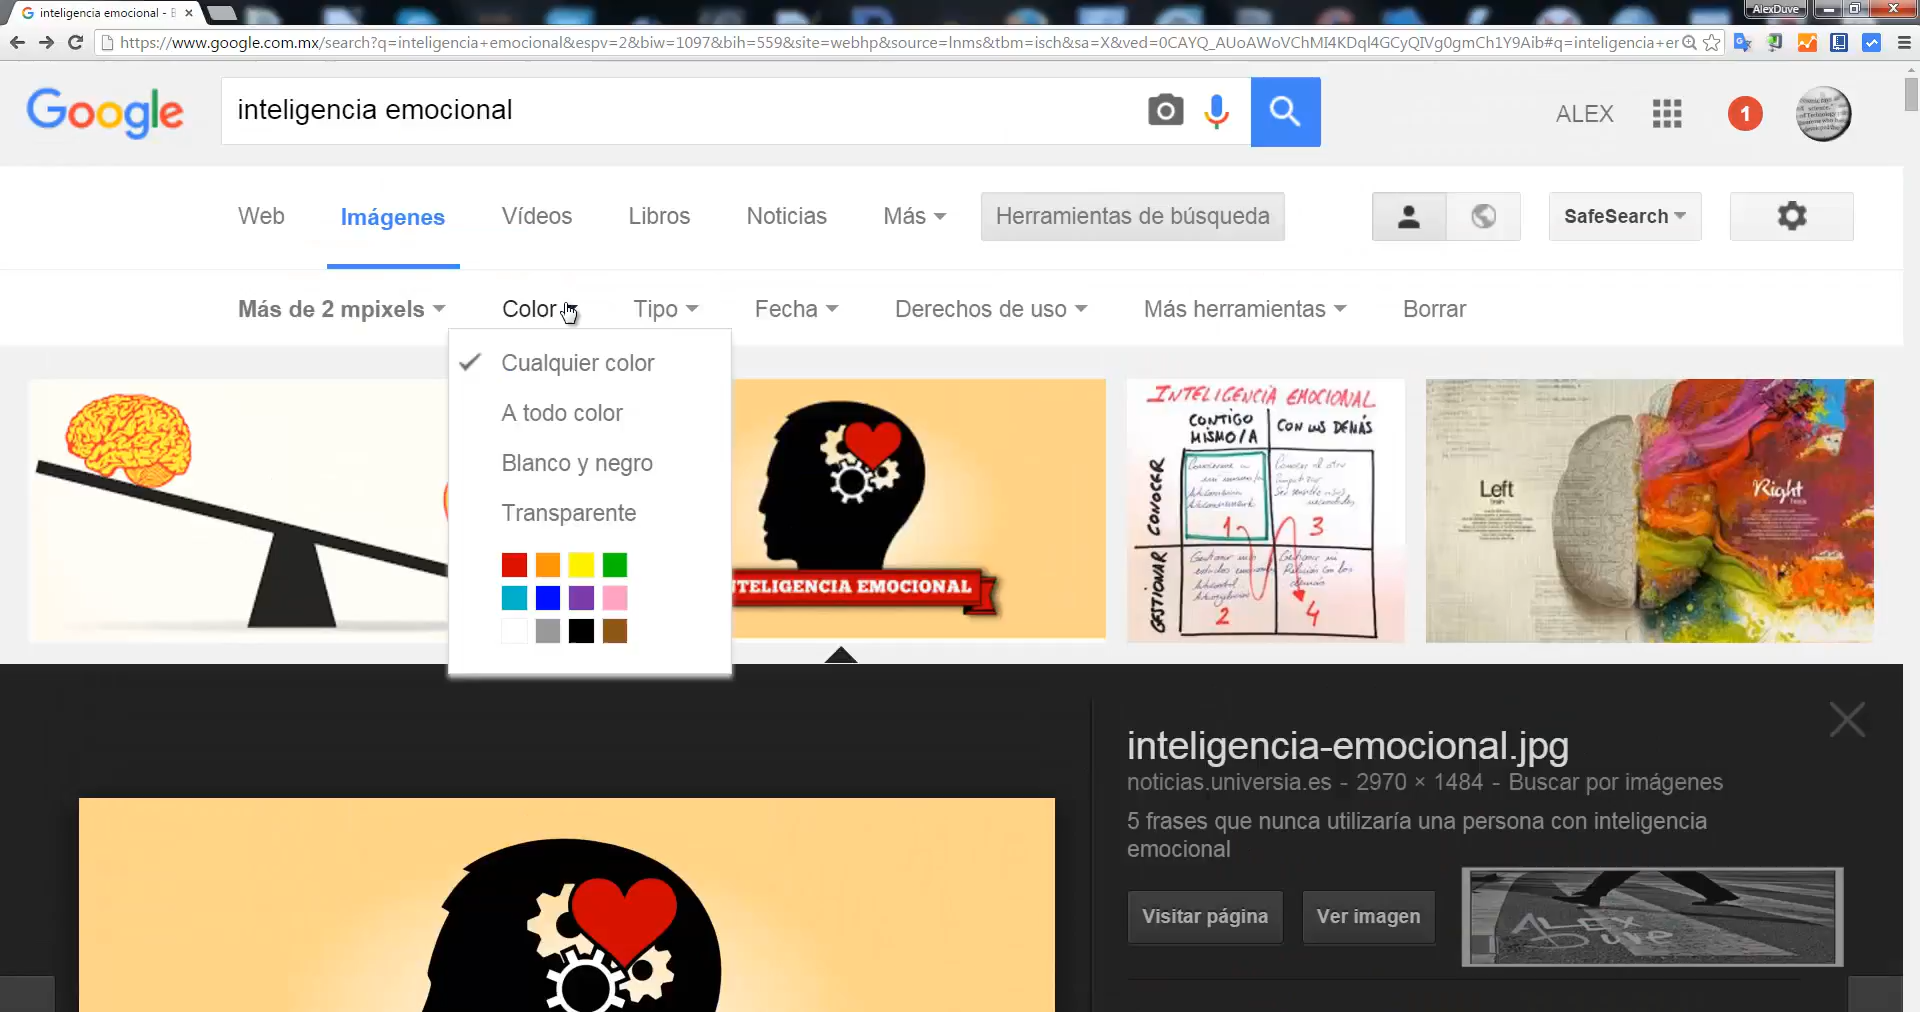 inteligencia emocional - B
AlexDuve
https://www.google.com.mx/search?q=inteligencia+emocional&espv=2&biw=1097&bih=559&site=webhp&source=lnms&tbm=isch&sa=X&ved=0CAYQ_AUoAWoVChMI4KDql4GCyQIVg0gmCh1Y9Aib#q=inteligencia+er
Google
inteligencia emocional
ALEX
1
Web
Imágenes
Vídeos
Libros
Noticias
Más
Herramientas de búsqueda
SafeSearch
Más de 2 mpixels
Color
Tipo
Fecha
Derechos de uso
Más herramientas
Borrar
Cualquier color
A todo color
Blanco y negro
Transparente
NTELIGENCIA EMOCIONAL
INTELIGENCIA EMOCIONAL
CONTIGO MISMO/A
CON LOS DEMÁS
CONOCER
GESTIONAR
1
3
2
4
Left
brain
Right
inteligencia-emocional.jpg
noticias.universia.es - 2970 × 1484 - Buscar por imágenes
5 frases que nunca utilizaría una persona con inteligencia
emocional
Visitar página
Ver imagen
ALEX
Duve